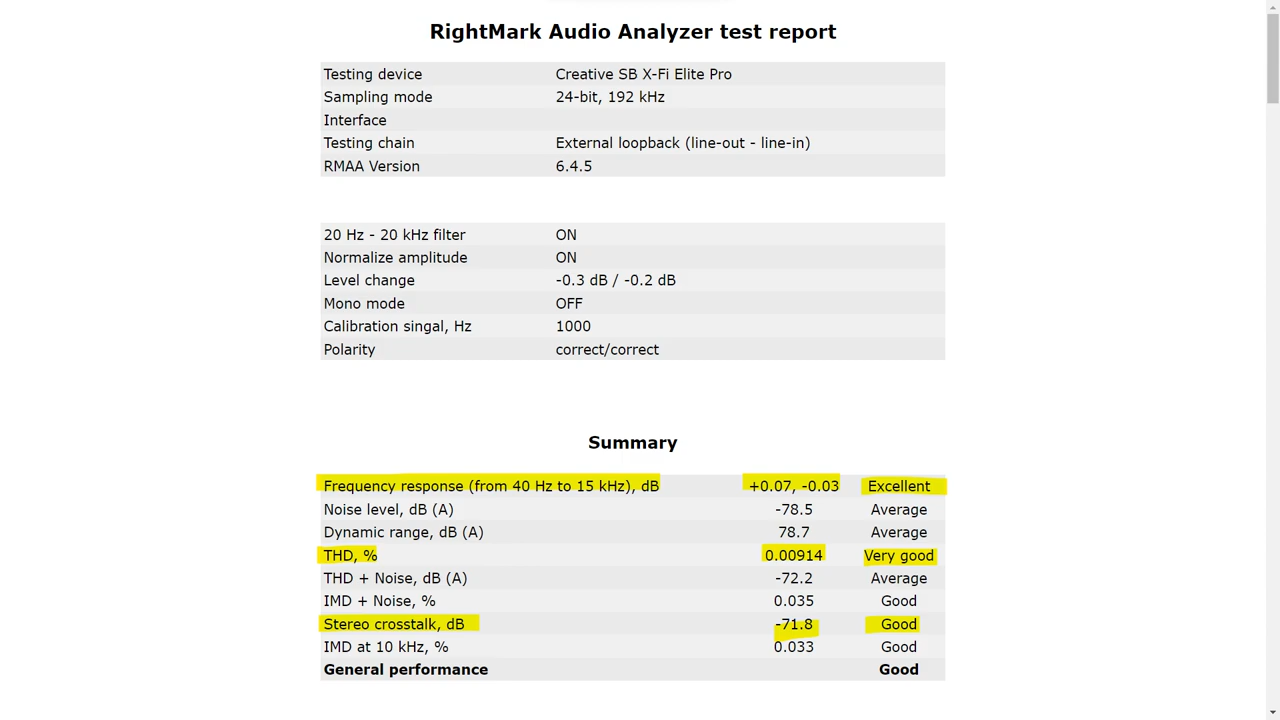 RightMark Audio Analyzer test report
Testing device Creative SB X-Fi Elite Pro
Sampling mode 24-bit, 192 kHz
Interface
Testing chain External loopback (line-out - line-in)
RMAA Version 6.4.5
20 Hz - 20 kHz filter ON
Normalize amplitude ON
Level change -0.3 dB / -0.2 dB
Mono mode OFF
Calibration singal, Hz 1000
Polarity correct/correct
Summary
Frequency response (from 40 Hz to 15 kHz), dB +0.07, -0.03 Excellent
Noise level, dB (A) -78.5 Average
Dynamic range, dB (A) 78.7 Average
THD, % 0.00914 Very good
THD + Noise, dB (A) -72.2 Average
IMD + Noise, % 0.035 Good
Stereo crosstalk, dB -71.8 Good
IMD at 10 kHz, % 0.033 Good
General performance Good